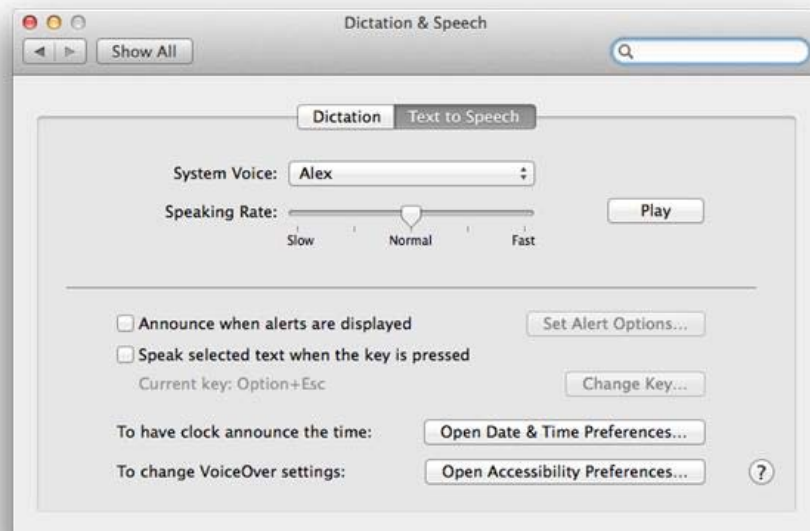 Dictation & Speech
Show All
Dictation Text to Speech
System Voice: Alex
Speaking Rate: Play
Slow Normal Fast
Announce when alerts are displayed Set Alert Options...
Speak selected text when the key is pressed
Current key: Option+Esc Change Key...
To have clock announce the time: Open Date & Time Preferences...
To change VoiceOver settings: Open Accessibility Preferences... ?